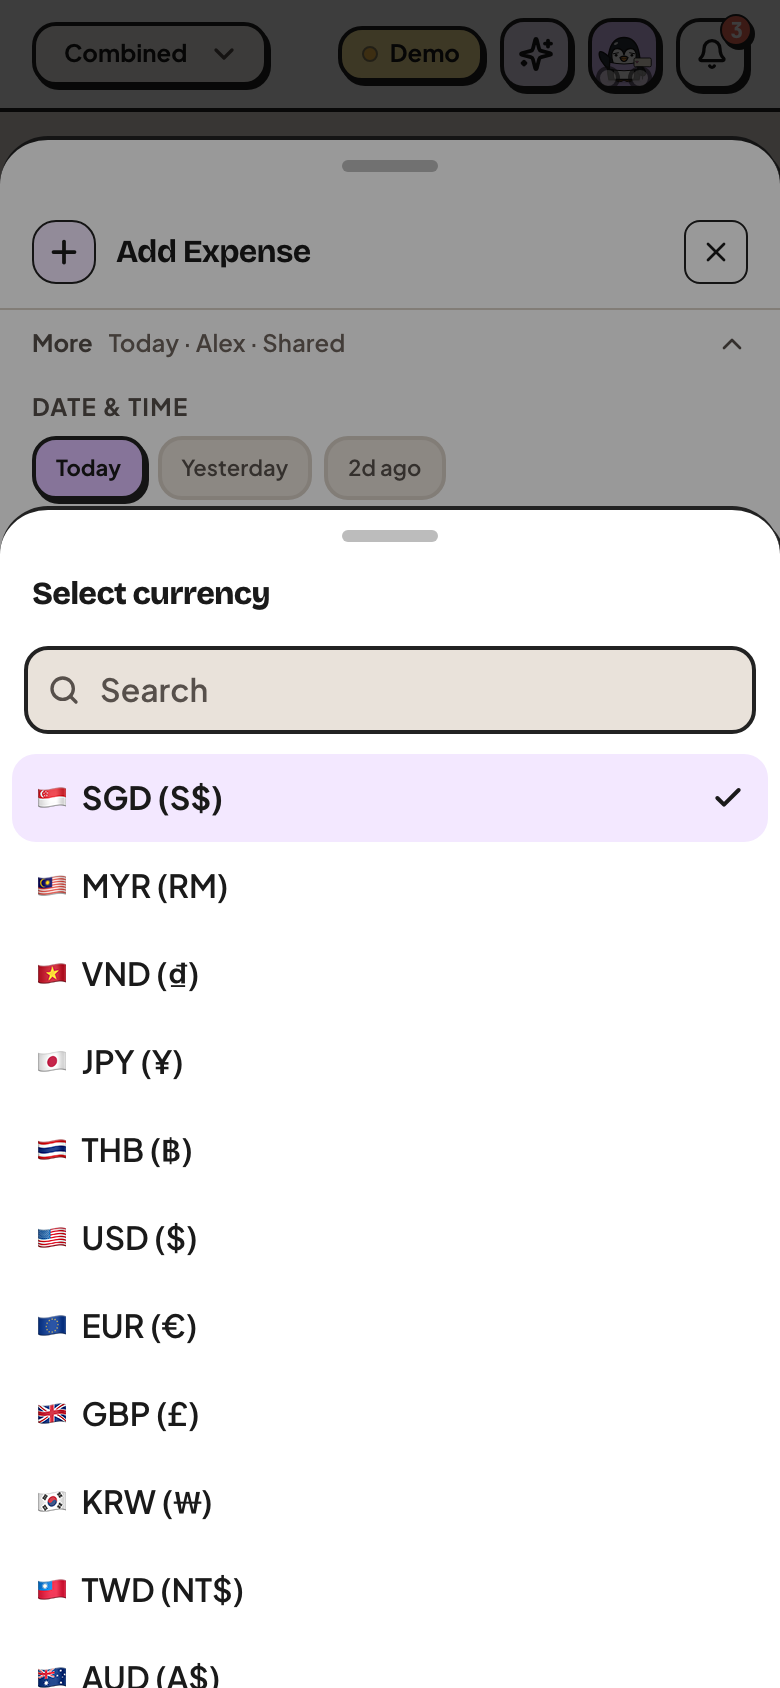 Combined
Demo
3
Add Expense
More Today · Alex · Shared
DATE & TIME
Today Yesterday 2d ago
Select currency
Search
SGD (S$)
MYR (RM)
VND (₫)
JPY (¥)
THB (฿)
USD ($)
EUR (€)
GBP (£)
KRW (₩)
TWD (NT$)
AUD (A$)